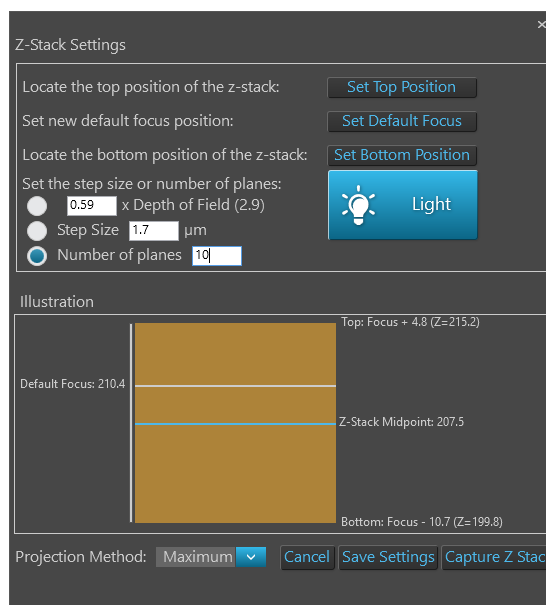 Z-Stack Settings
Locate the top position of the z-stack: Set Top Position
Set new default focus position: Set Default Focus
Locate the bottom position of the z-stack: Set Bottom Position
Set the step size or number of planes:
0.59 x Depth of Field (2.9)
Light
Step Size 1.7 µm
Number of planes 10
Illustration
Top: Focus + 4.8 (Z=215.2)
Default Focus: 210.4
Z-Stack Midpoint: 207.5
Bottom: Focus - 10.7 (Z=199.8)
Projection Method: Maximum Cancel Save Settings Capture Z Stac